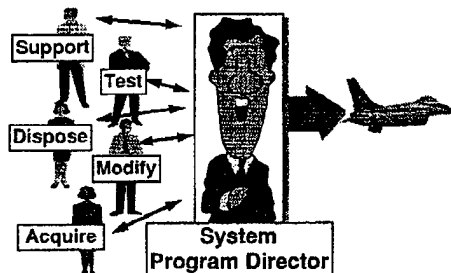 Support
Test
Dispose
Modify
Acquire
System
Program Director